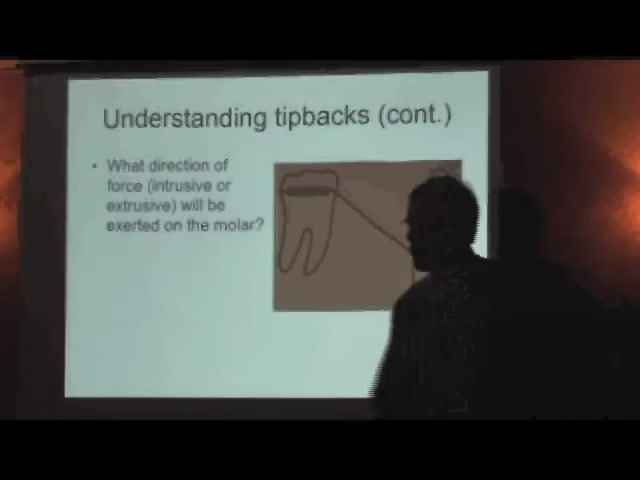 Understanding tipbacks (cont.)
• What direction of
force (intrusive or
extrusive) will be
exerted on the molar?